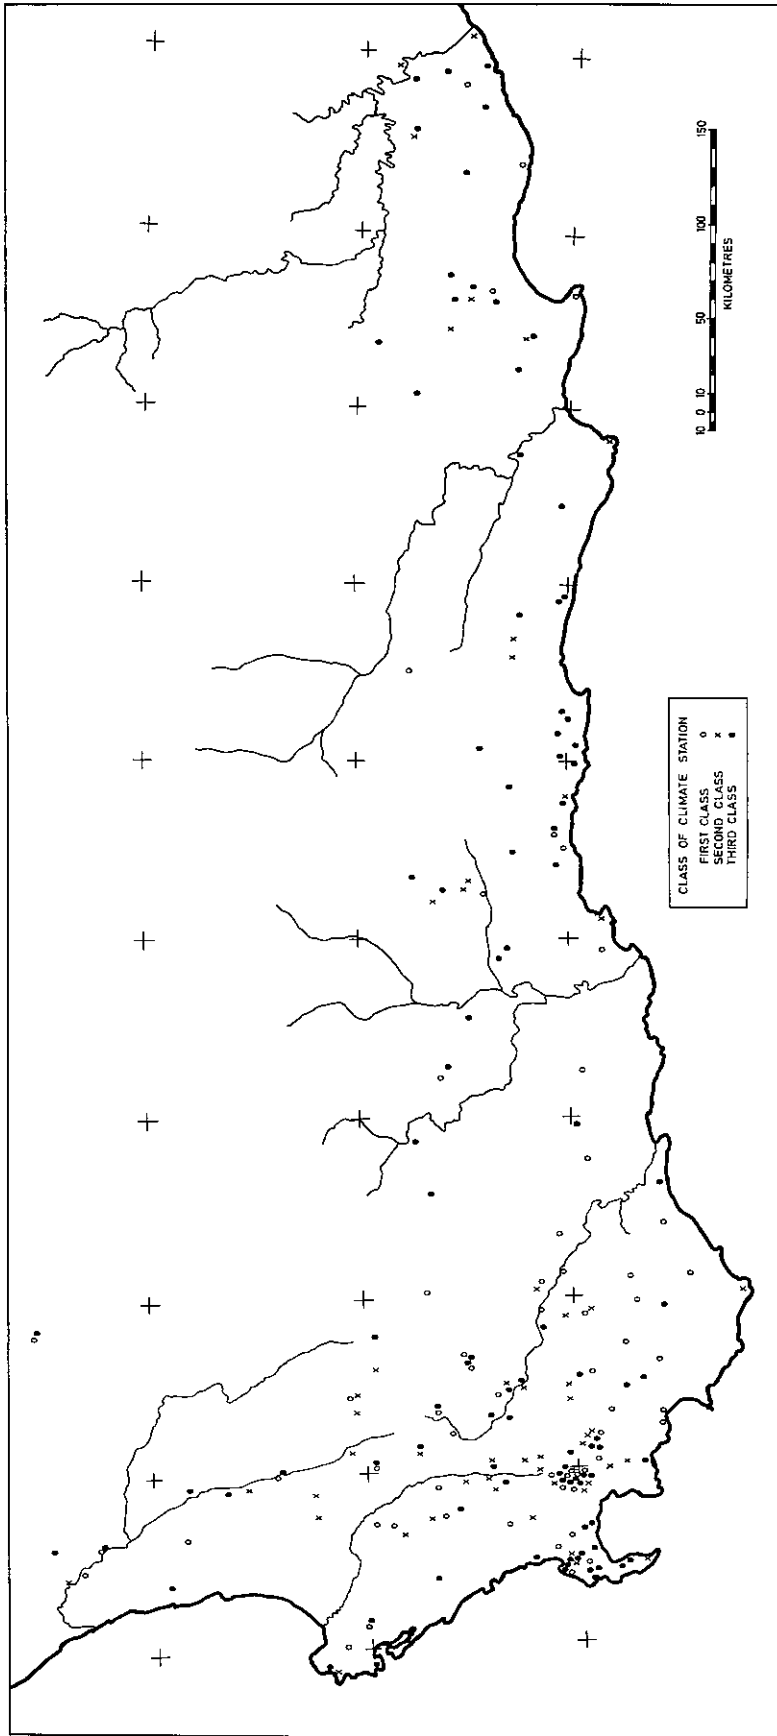 10 0 10 50 100 150
KILOMETRES
CLASS OF CLIMATE STATION
FIRST CLASS o
SECOND CLASS x
THIRD CLASS •